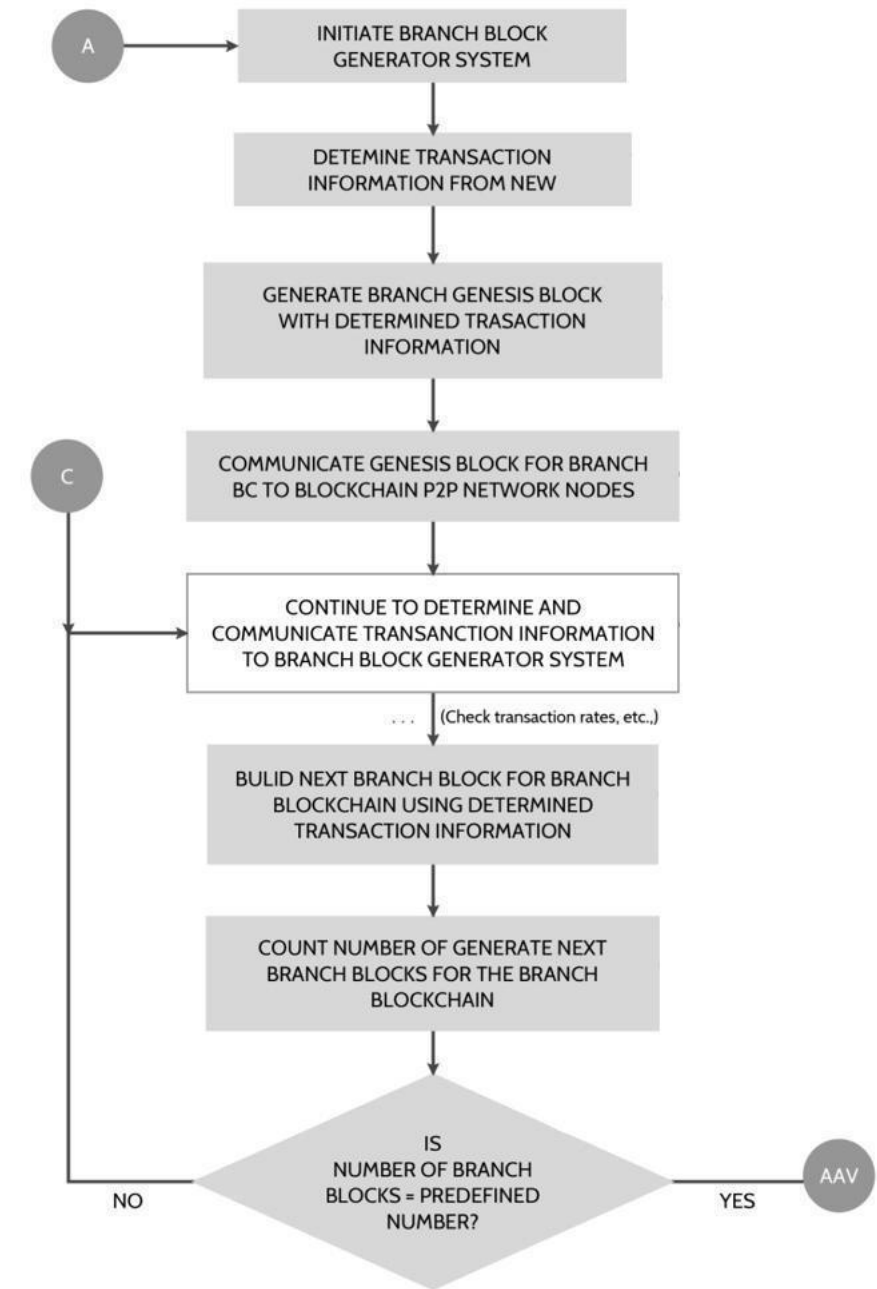 A
INITIATE BRANCH BLOCK
GENERATOR SYSTEM
DETEMINE TRANSACTION
INFORMATION FROM NEW
GENERATE BRANCH GENESIS BLOCK
WITH DETERMINED TRASACTION
INFORMATION
COMMUNICATE GENESIS BLOCK FOR BRANCH
BC TO BLOCKCHAIN P2P NETWORK NODES
C
CONTINUE TO DETERMINE AND
COMMUNICATE TRANSANCTION INFORMATION
TO BRANCH BLOCK GENERATOR SYSTEM
. . . (Check transaction rates, etc.,)
BULID NEXT BRANCH BLOCK FOR BRANCH
BLOCKCHAIN USING DETERMINED
TRANSACTION INFORMATION
COUNT NUMBER OF GENERATE NEXT
BRANCH BLOCKS FOR THE BRANCH
BLOCKCHAIN
IS
NUMBER OF BRANCH
BLOCKS = PREDEFINED
NUMBER?
NO
YES
AAV